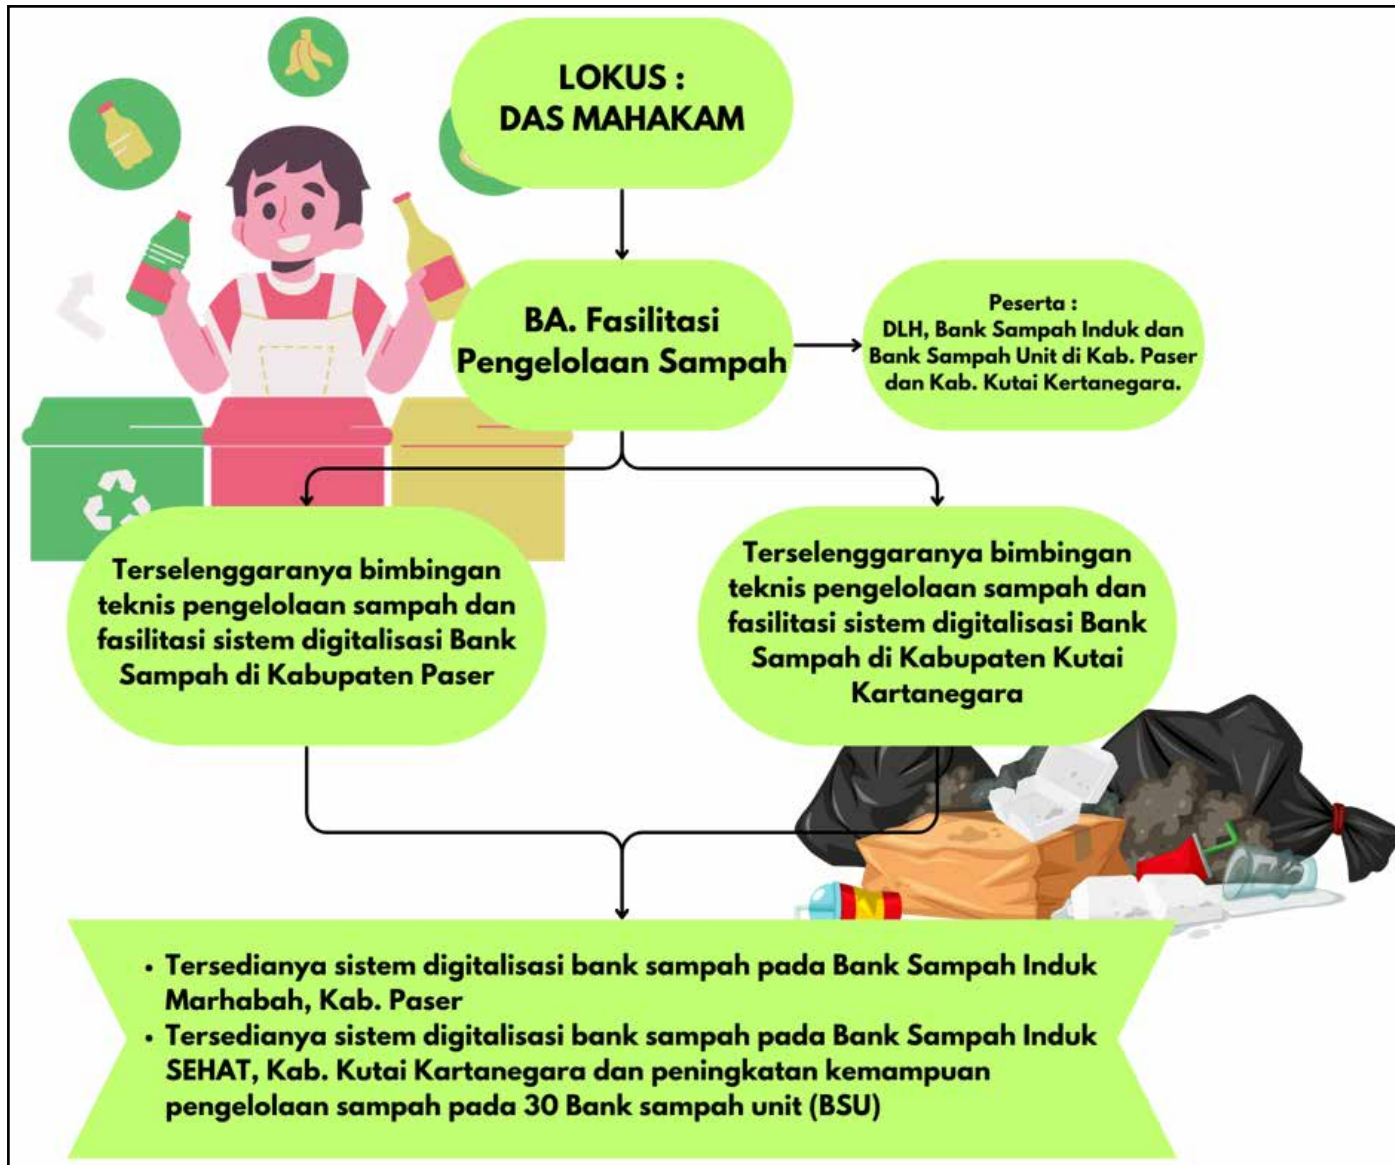 LOKUS :
DAS MAHAKAM
BA. Fasilitasi
Pengelolaan Sampah
Peserta :
DLH, Bank Sampah Induk dan
Bank Sampah Unit di Kab. Paser
dan Kab. Kutai Kertanegara.
Terselenggaranya bimbingan
teknis pengelolaan sampah dan
fasilitasi sistem digitalisasi Bank
Sampah di Kabupaten Paser
Terselenggaranya bimbingan
teknis pengelolaan sampah dan
fasilitasi sistem digitalisasi Bank
Sampah di Kabupaten Kutai
Kartanegara
• Tersedianya sistem digitalisasi bank sampah pada Bank Sampah Induk
Marhabah, Kab. Paser
• Tersedianya sistem digitalisasi bank sampah pada Bank Sampah Induk
SEHAT, Kab. Kutai Kartanegara dan peningkatan kemampuan
pengelolaan sampah pada 30 Bank sampah unit (BSU)